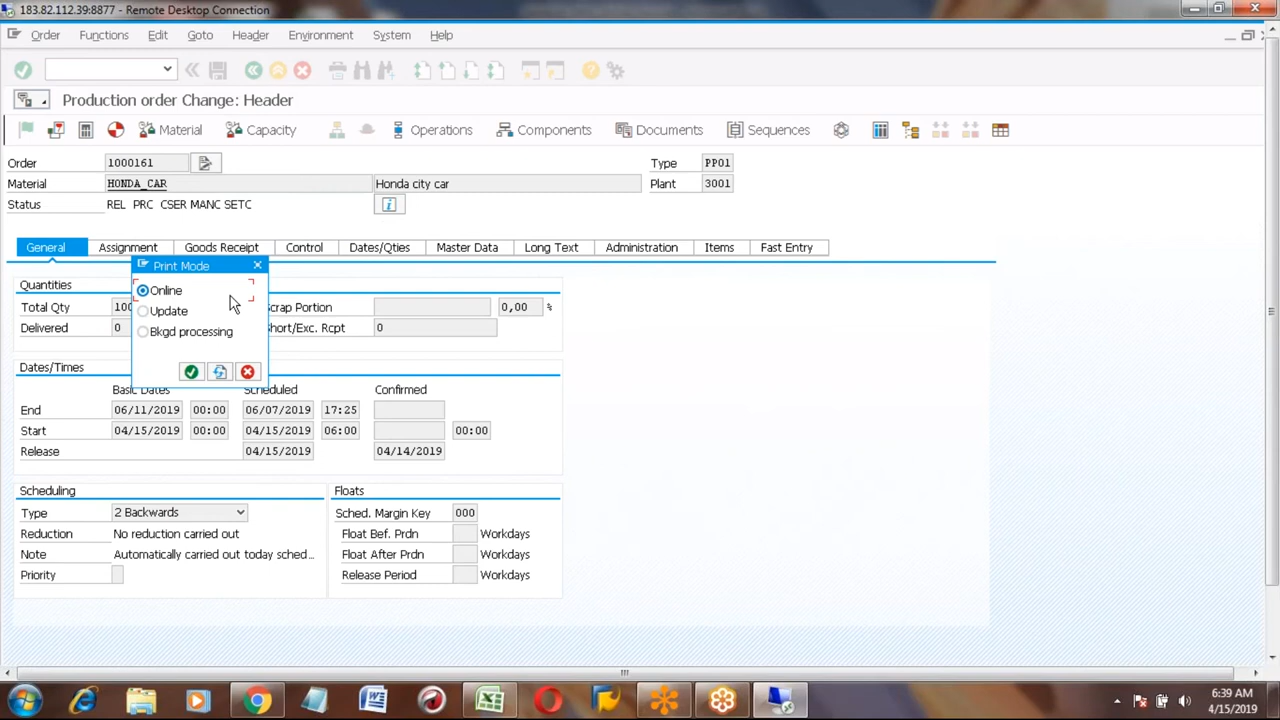 183.82.112.39:8877 - Remote Desktop Connection
Order Functions Edit Goto Header Environment System Help
Production order Change: Header
Material Capacity Operations Components Documents Sequences
Order 1000161 Type PP01
Material HONDA_CAR Honda city car Plant 3001
Status REL PRC CSER MANC SETC
General Assignment Goods Receipt Control Dates/Qties Master Data Long Text Administration Items Fast Entry
Print Mode
Online
Update
Bkgd processing
Quantities
Total Qty 100 Scrap Portion 0,00 %
Delivered 0 Short/Exc. Rcpt 0
Dates/Times
Basic Dates Scheduled Confirmed
End 06/11/2019 00:00 06/07/2019 17:25
Start 04/15/2019 00:00 04/15/2019 06:00 00:00
Release 04/15/2019 04/14/2019
Scheduling
Type 2 Backwards
Reduction No reduction carried out
Note Automatically carried out today sched...
Priority
Floats
Sched. Margin Key 000
Float Bef. Prdn Workdays
Float After Prdn Workdays
Release Period Workdays
6:39 AM
4/15/2019